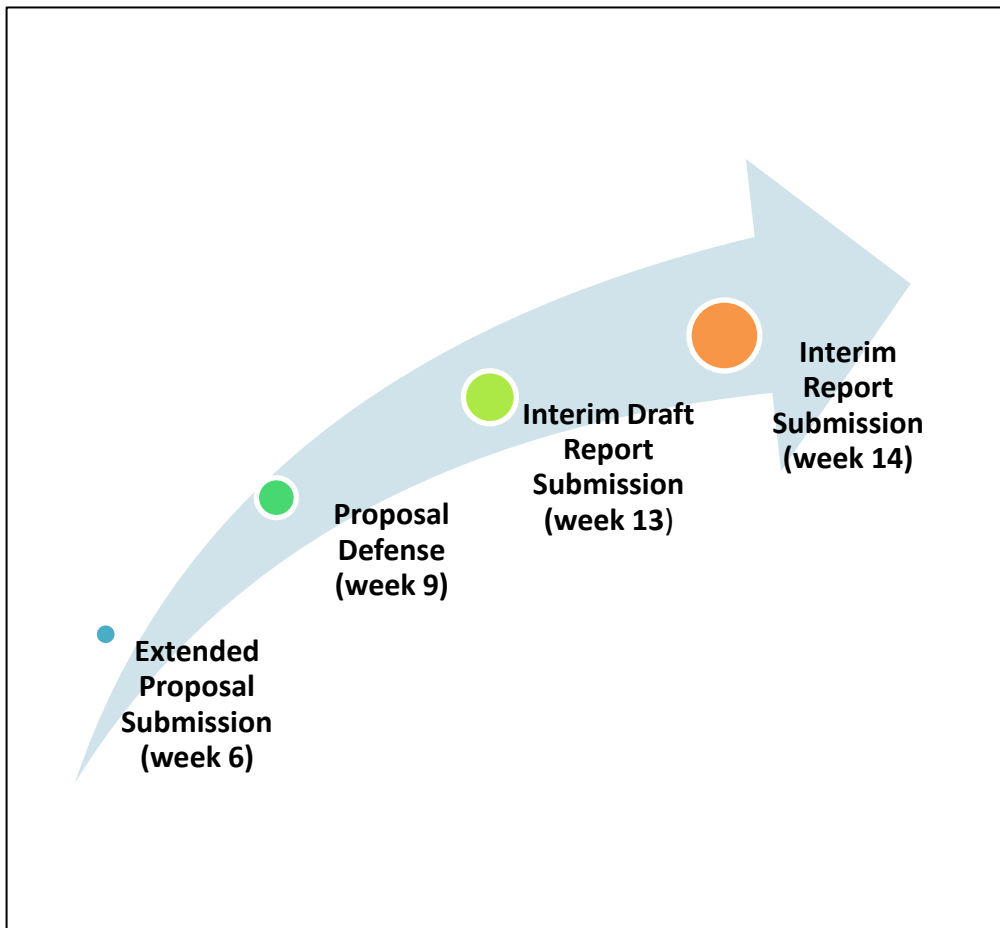 Extended
Proposal
Submission
(week 6)
Proposal
Defense
(week 9)
Interim Draft
Report
Submission
(week 13)
Interim
Report
Submission
(week 14)